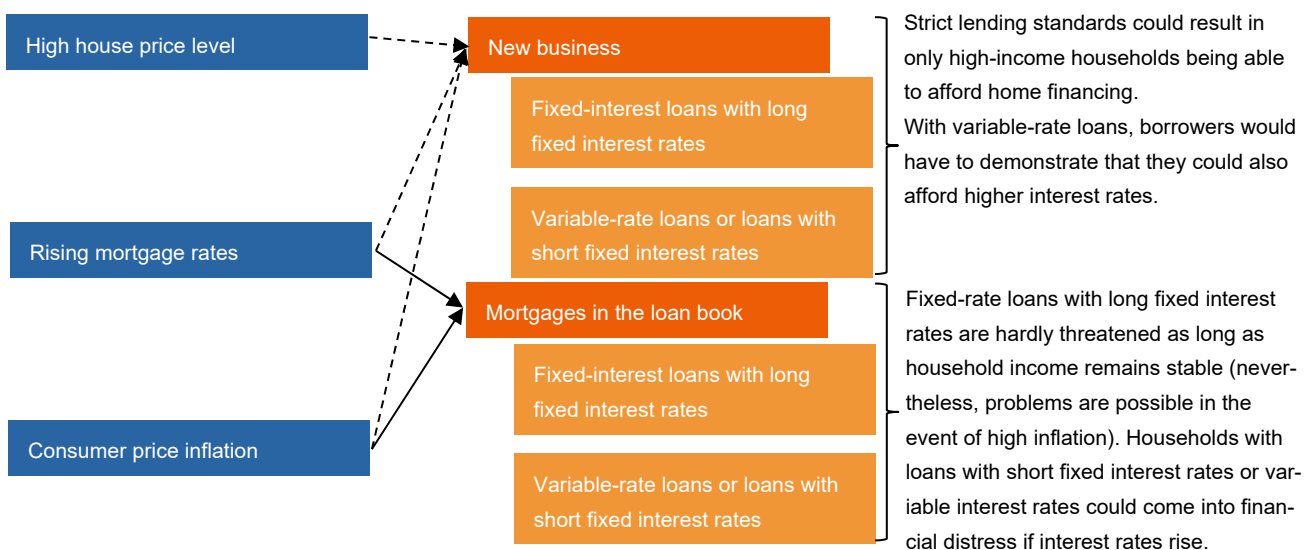 High house price level
Rising mortgage rates
Consumer price inflation
New business
Fixed-interest loans with long
fixed interest rates
Variable-rate loans or loans with
short fixed interest rates
Mortgages in the loan book
Fixed-interest loans with long
fixed interest rates
Variable-rate loans or loans with
short fixed interest rates
Strict lending standards could result in
only high-income households being able
to afford home financing.
With variable-rate loans, borrowers would
have to demonstrate that they could also
afford higher interest rates.
Fixed-rate loans with long fixed interest
rates are hardly threatened as long as
household income remains stable (never-
theless, problems are possible in the
event of high inflation). Households with
loans with short fixed interest rates or var-
iable interest rates could come into finan-
cial distress if interest rates rise.